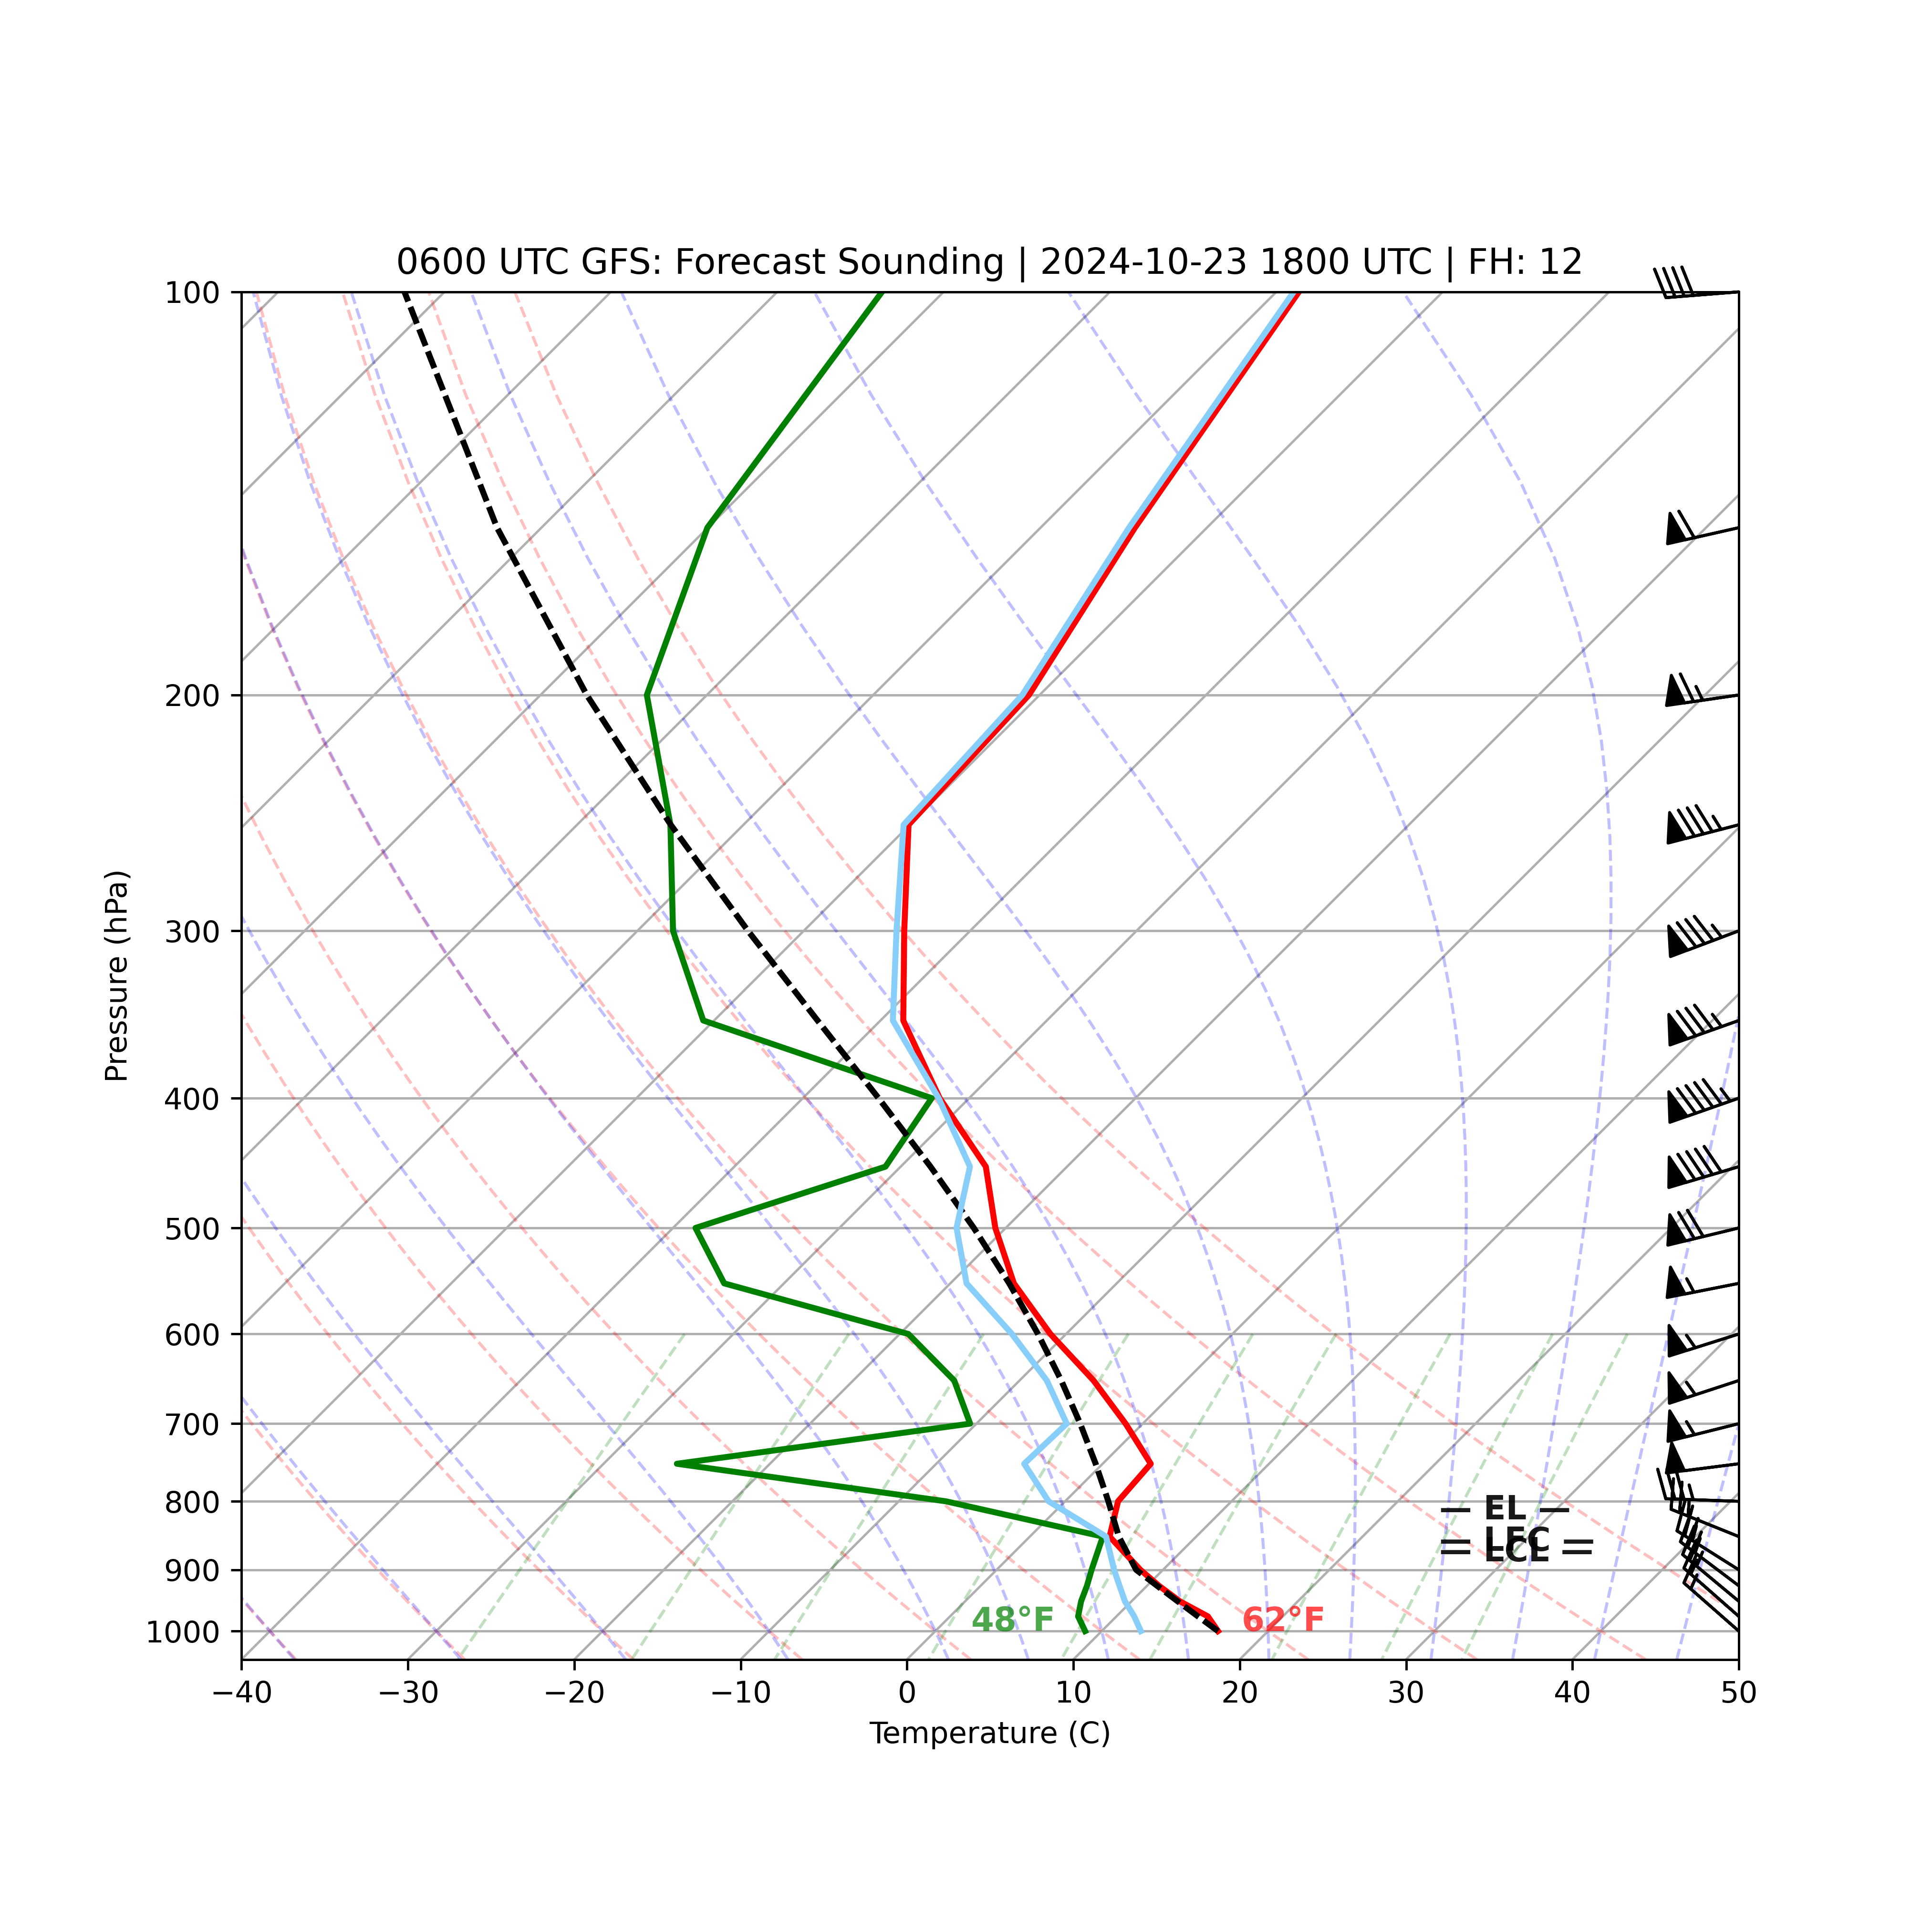 0600 UTC GFS: Forecast Sounding | 2024-10-23 1800 UTC | FH: 12
100
200
300
400
500
600
700
800
900
1000
Pressure (hPa)
— EL —
= LFC =
= LCL =
48°F
62°F
−40 −30 −20 −10 0 10 20 30 40 50
Temperature (C)